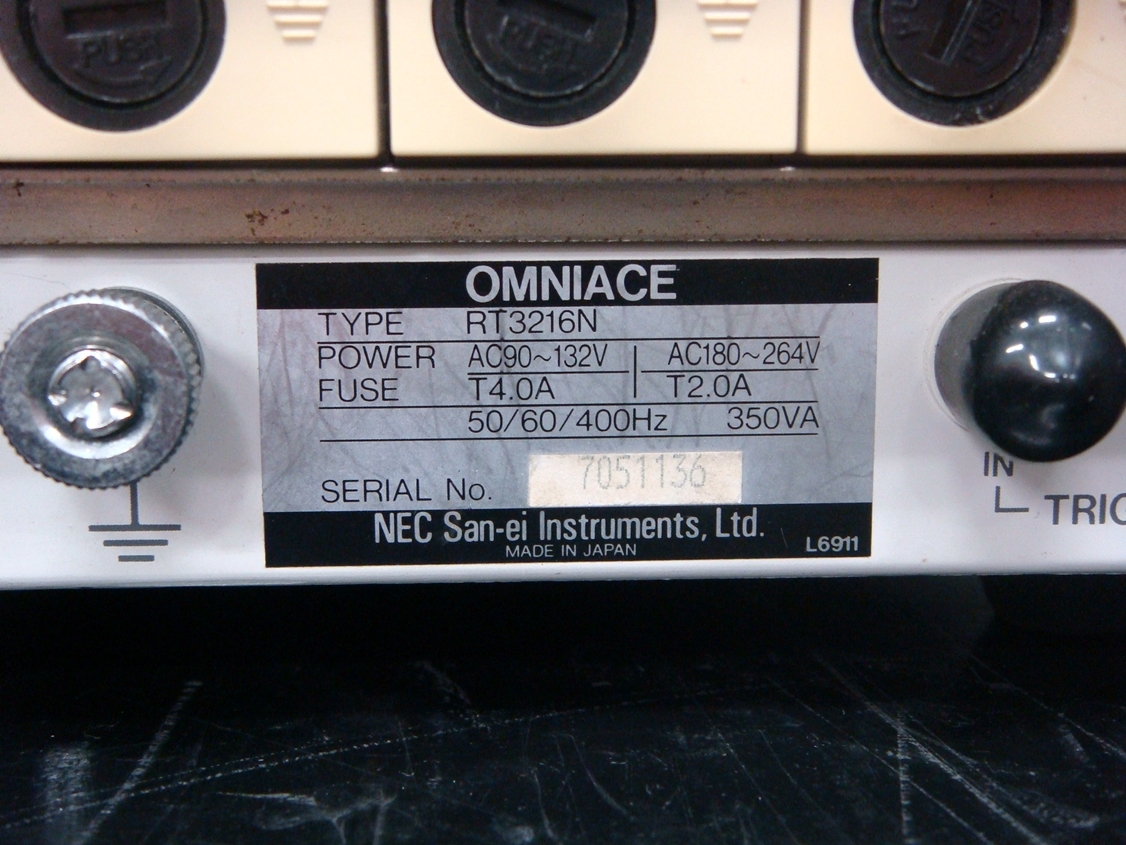 PUSH PUSH PUSH
OMNIACE
TYPE RT3216N
POWER AC90~132V AC180~264V
FUSE T4.0A T2.0A
50/60/400Hz 350VA
SERIAL No. 7051136
NEC San-ei Instruments, Ltd.
MADE IN JAPAN L6911
IN